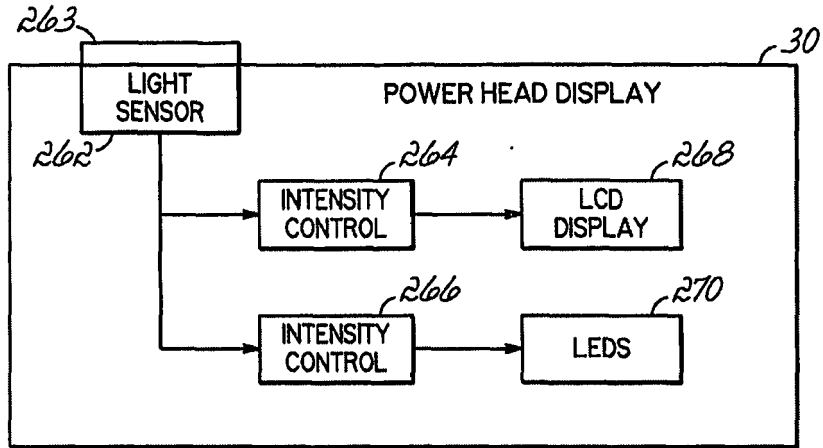 263
30
LIGHT
SENSOR
POWER HEAD DISPLAY
262
264
268
INTENSITY
CONTROL
LCD
DISPLAY
266
270
INTENSITY
CONTROL
LEDS